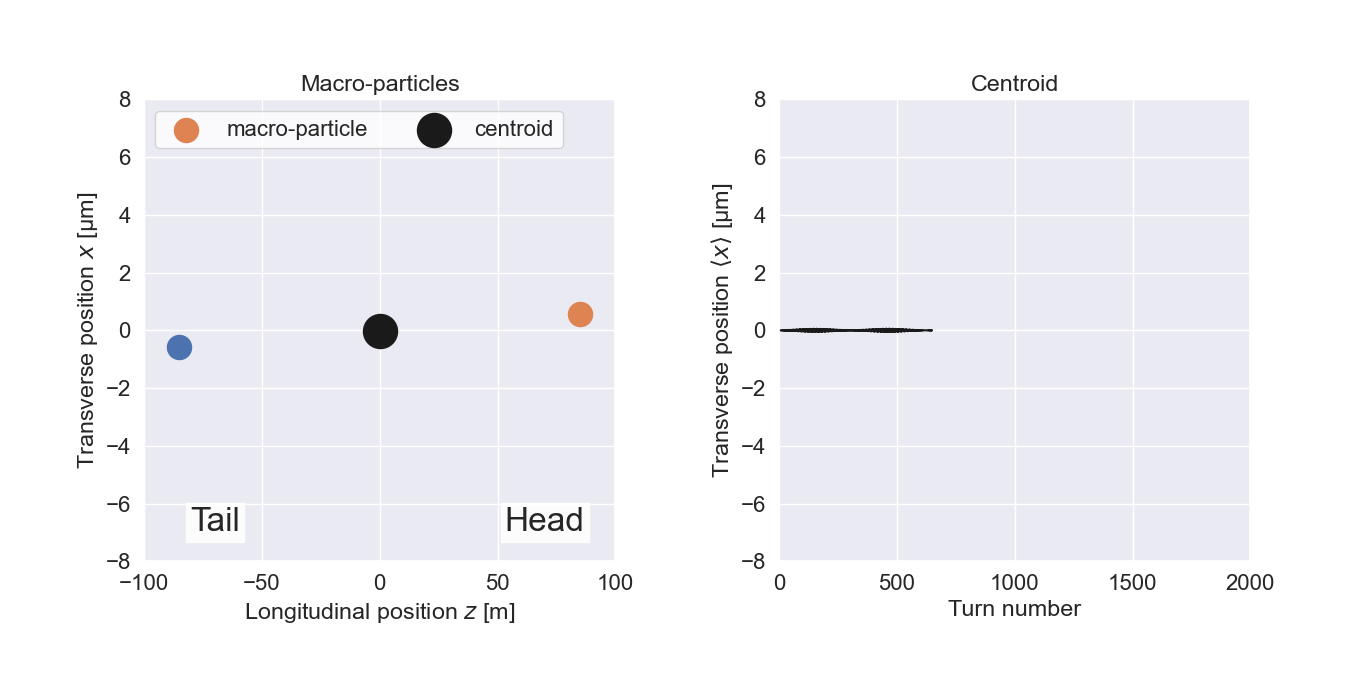 Macro-particles
8
macro-particle
centroid
6
4
2
0
−2
−4
−6
−8
Transverse position x [μm]
Tail
Head
−100
−50
0
50
100
Longitudinal position z [m]
Centroid
8
6
4
2
0
−2
−4
−6
−8
Transverse position ⟨x⟩ [μm]
0
500
1000
1500
2000
Turn number